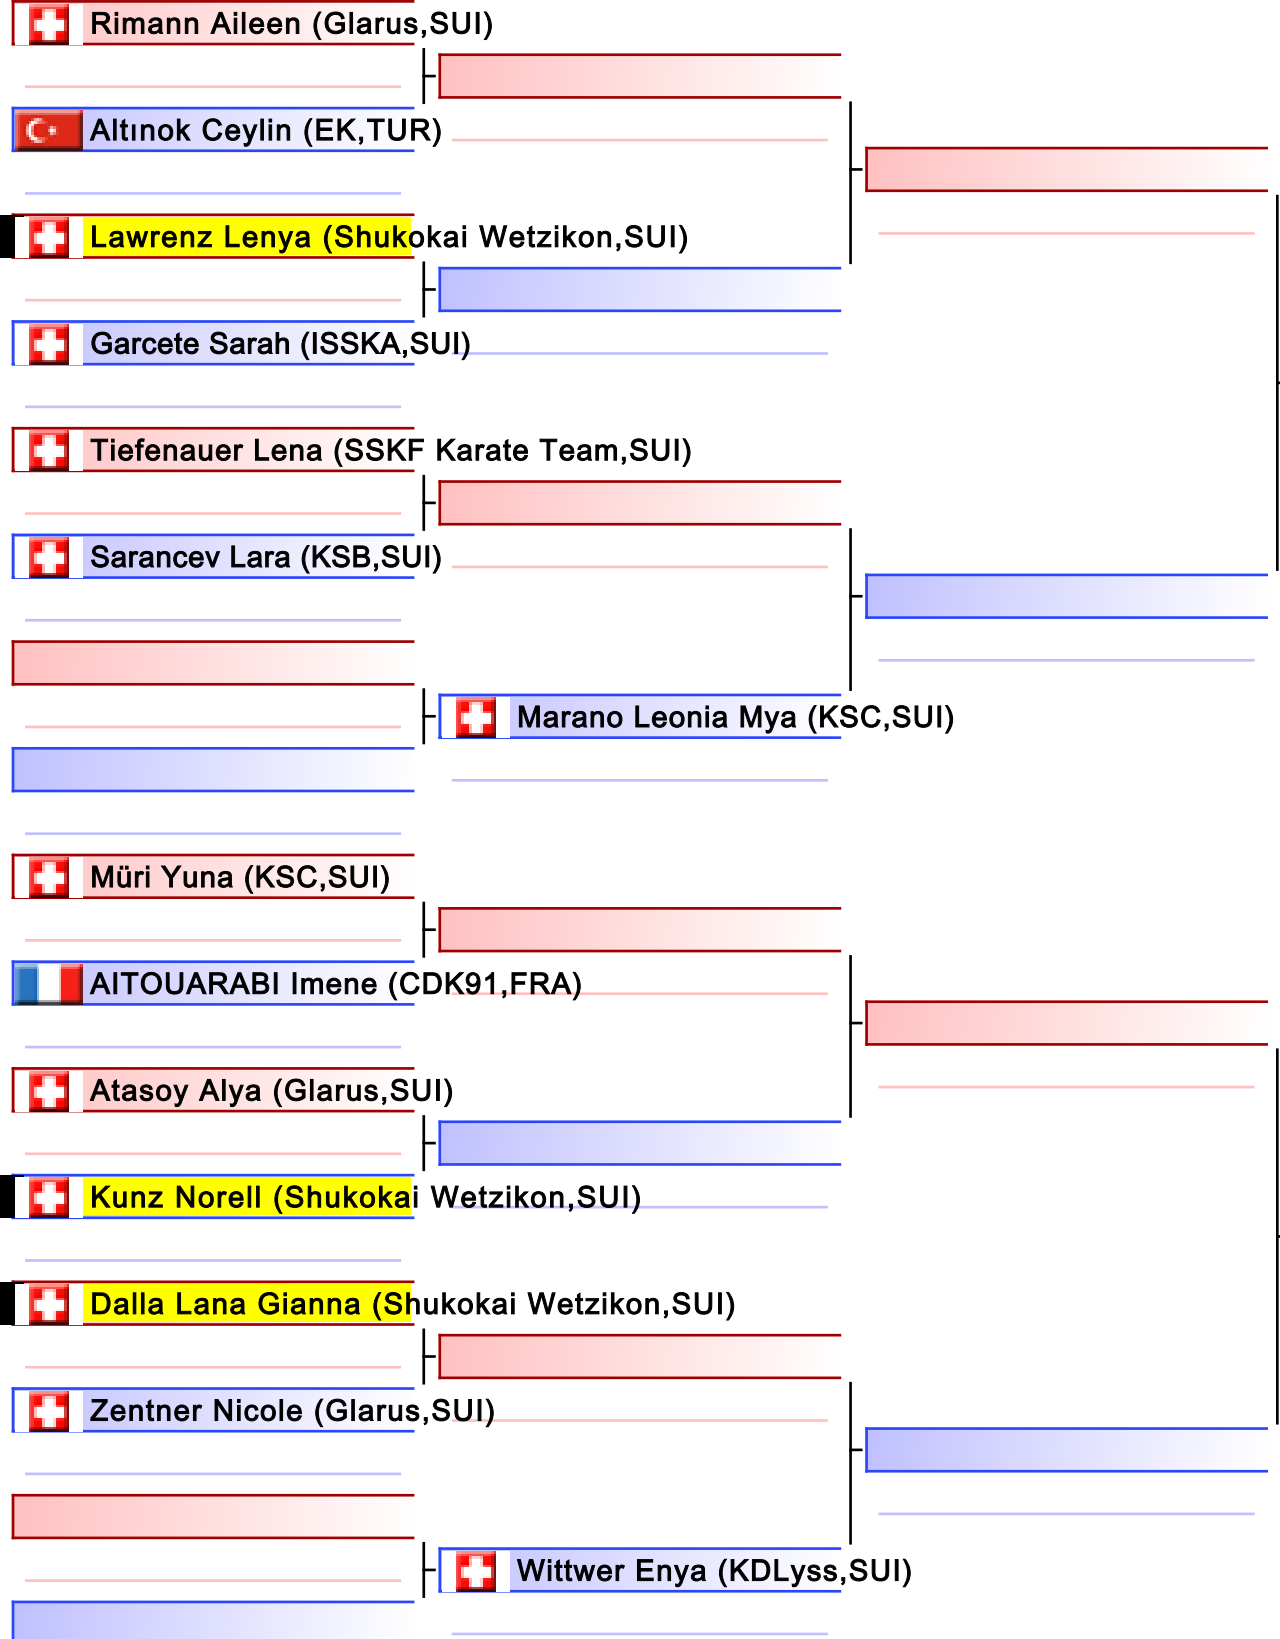 Rimann Aileen (Glarus,SUI)
Altınok Ceylin (EK,TUR)
Lawrenz Lenya (Shukokai Wetzikon,SUI)
Garcete Sarah (ISSKA,SUI)
Tiefenauer Lena (SSKF Karate Team,SUI)
Sarancev Lara (KSB,SUI)
Marano Leonia Mya (KSC,SUI)
Müri Yuna (KSC,SUI)
AITOUARABI Imene (CDK91,FRA)
Atasoy Alya (Glarus,SUI)
Kunz Norell (Shukokai Wetzikon,SUI)
Dalla Lana Gianna (Shukokai Wetzikon,SUI)
Zentner Nicole (Glarus,SUI)
Wittwer Enya (KDLyss,SUI)